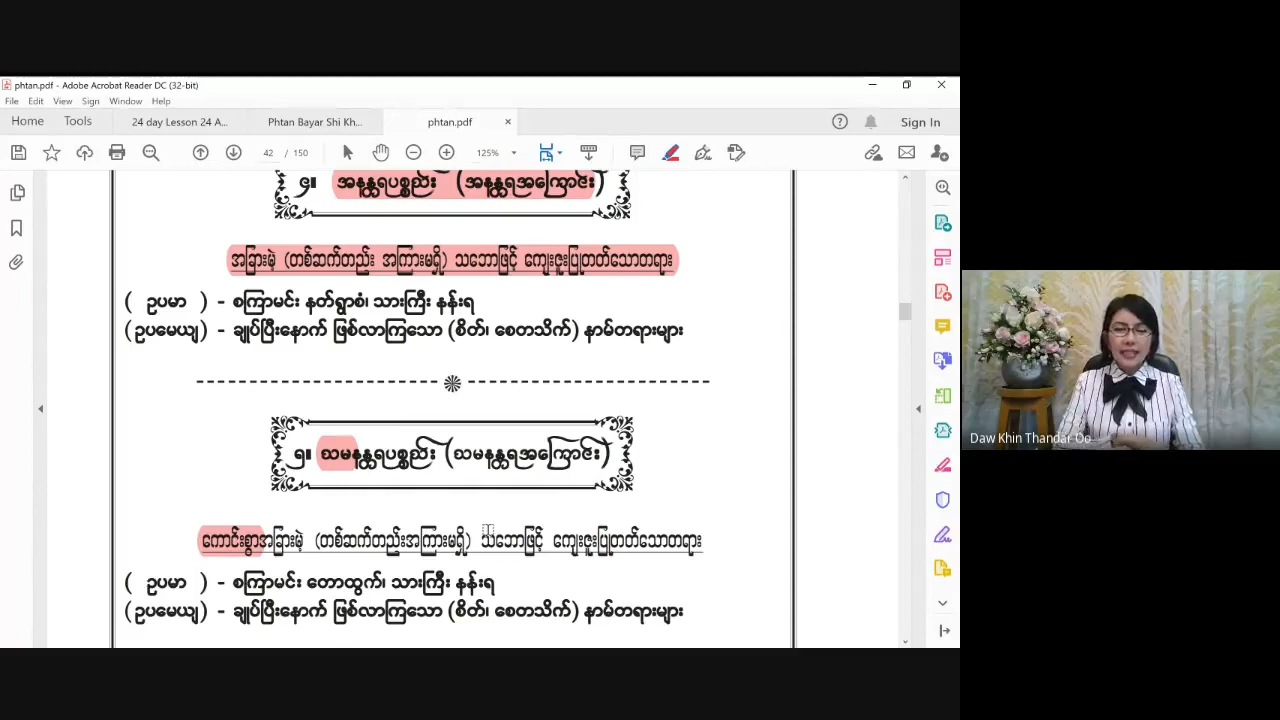 phtan.pdf - Adobe Acrobat Reader DC (32-bit)
File Edit View Sign Window Help
Home Tools 24 day Lesson 24 A... Phtan Bayar Shi Kh... phtan.pdf × Sign In
42 / 150 125%
၄။ အနန္တရပစ္စည်း (အနန္တရအကြောင်း)
အခြားမဲ့ (တစ်ဆက်တည်း အကြားမရှိ) သဘောဖြင့် ကျေးဇူးပြုတတ်သောတရား
( ဥပမာ ) - စကြာမင်း နတ်ရွာစံ၊ သားကြီး နန်းရ
(ဥပမေယျ) - ချုပ်ပြီးနောက် ဖြစ်လာကြသော (စိတ်၊ စေတသိက်) နာမ်တရားများ
၅။ သမနန္တရပစ္စည်း (သမနန္တရအကြောင်း)
ကောင်းစွာအခြားမဲ့ (တစ်ဆက်တည်းအကြားမရှိ) သဘောဖြင့် ကျေးဇူးပြုတတ်သောတရား
( ဥပမာ ) - စကြာမင်း တောထွက်၊ သားကြီး နန်းရ
(ဥပမေယျ) - ချုပ်ပြီးနောက် ဖြစ်လာကြသော (စိတ်၊ စေတသိက်) နာမ်တရားများ
Daw Khin Thandar Oo